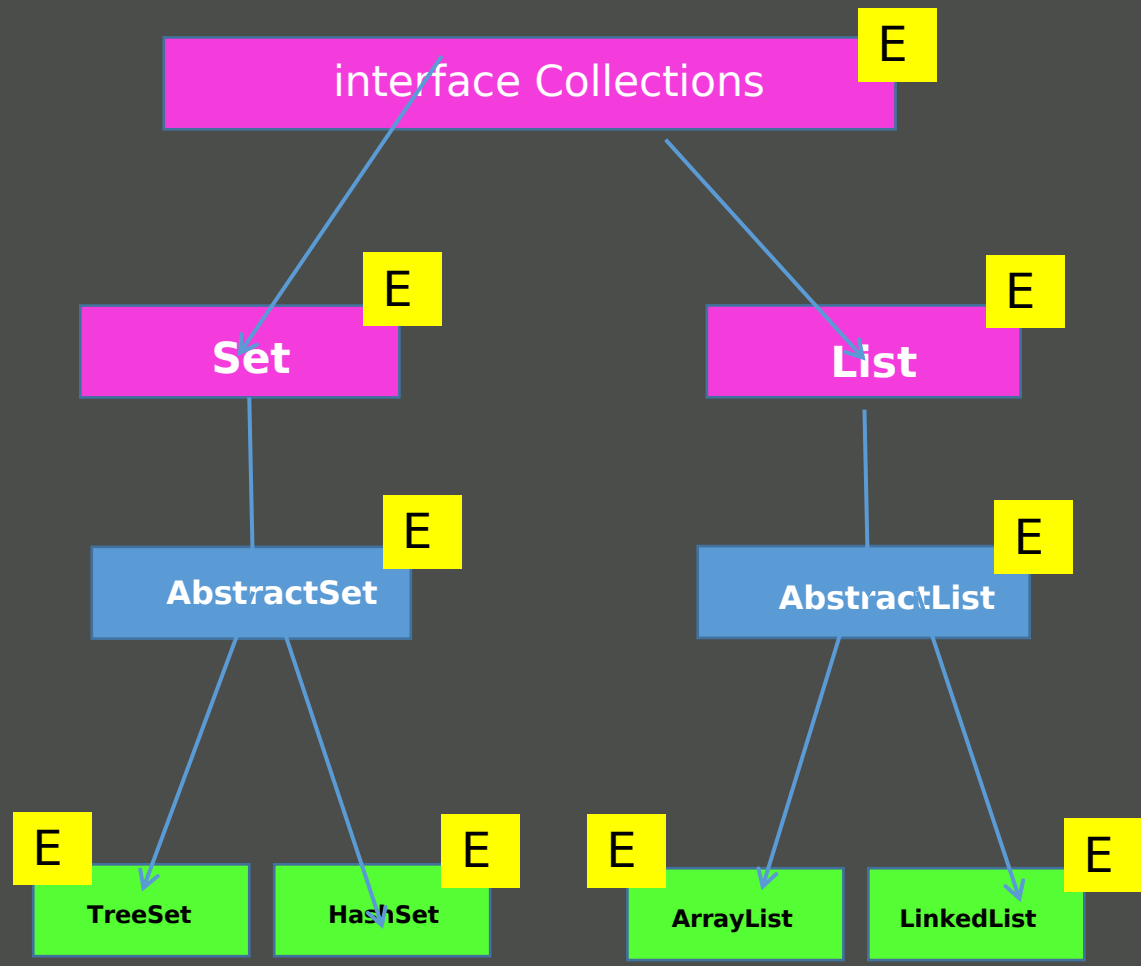 E
interface Collections
E
E
Set
List
E
E
AbstractSet
AbstractList
E
E
E
E
TreeSet
HashSet
ArrayList
LinkedList